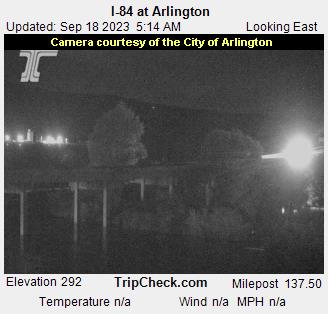 I-84 at Arlington
Updated: Sep 18 2023 5:14 AM Looking East
Camera courtesy of the City of Arlington
Elevation 292 TripCheck.com Milepost 137.50
Temperature n/a Wind n/a MPH n/a